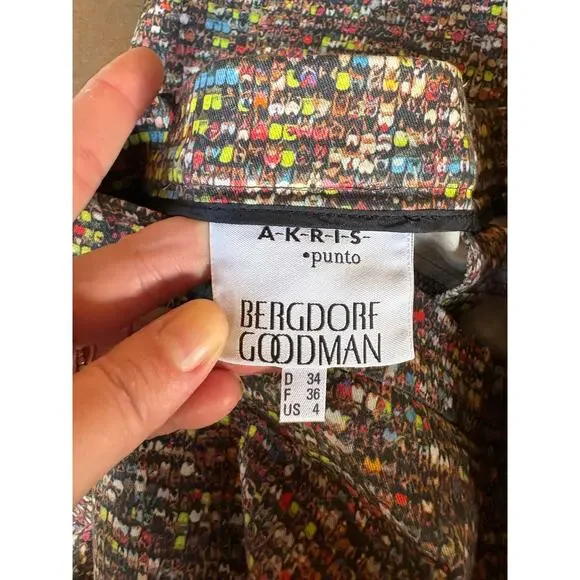 A-K-R-I-S-
•punto
BERGDORF
GOODMAN
D 34
F 36
US 4